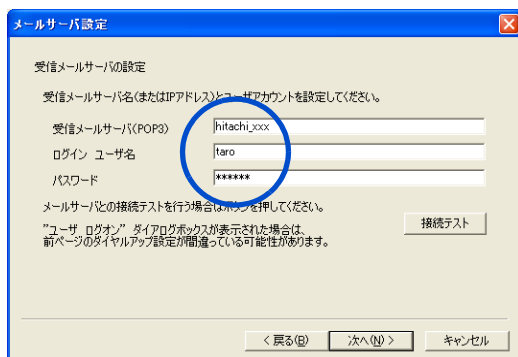 メールサーバ設定
受信メールサーバの設定
受信メールサーバ名(またはIPアドレス)とユーザアカウントを設定してください。
受信メールサーバ(POP3) hitachi_xxx
ログイン ユーザ名 taro
パスワード ******
メールサーバとの接続テストを行う場合はボタンを押してください。
"ユーザ ログオン" ダイアログボックスが表示された場合は、
前ページのダイヤルアップ設定が間違っている可能性があります。
接続テスト
< 戻る(B) 次へ(N) > キャンセル